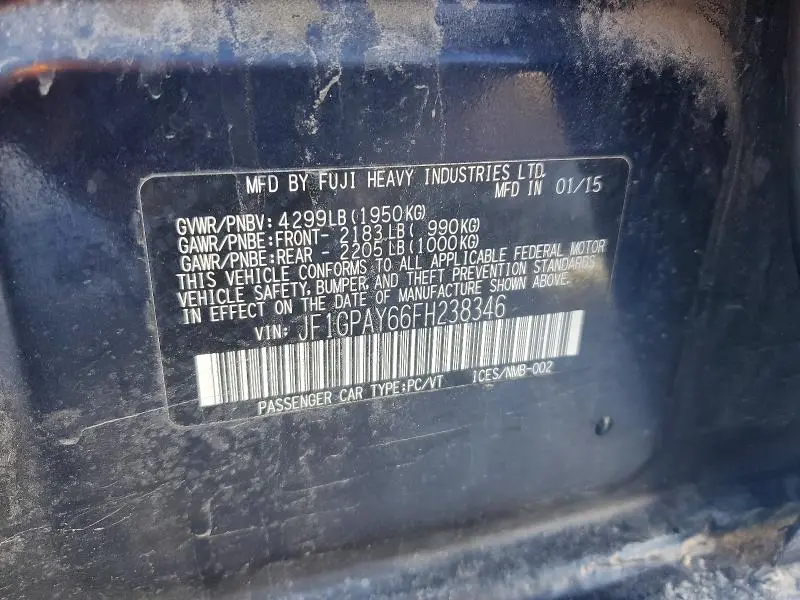 MFD BY FUJI HEAVY INDUSTRIES LTD.
MFD IN 01/15
GVWR/PNBV: 4299LB(1950KG)
GAWR/PNBE:FRONT- 2183LB( 990KG)
GAWR/PNBE:REAR - 2205LB(1000KG)
THIS VEHICLE CONFORMS TO ALL APPLICABLE FEDERAL MOTOR
VEHICLE SAFETY, BUMPER, AND THEFT PREVENTION STANDARDS
IN EFFECT ON THE DATE OF MANUFACTURE SHOWN ABOVE.
VIN: JF1GPAY66FH238346
PASSENGER CAR TYPE:PC/VT ICES/NMB-002